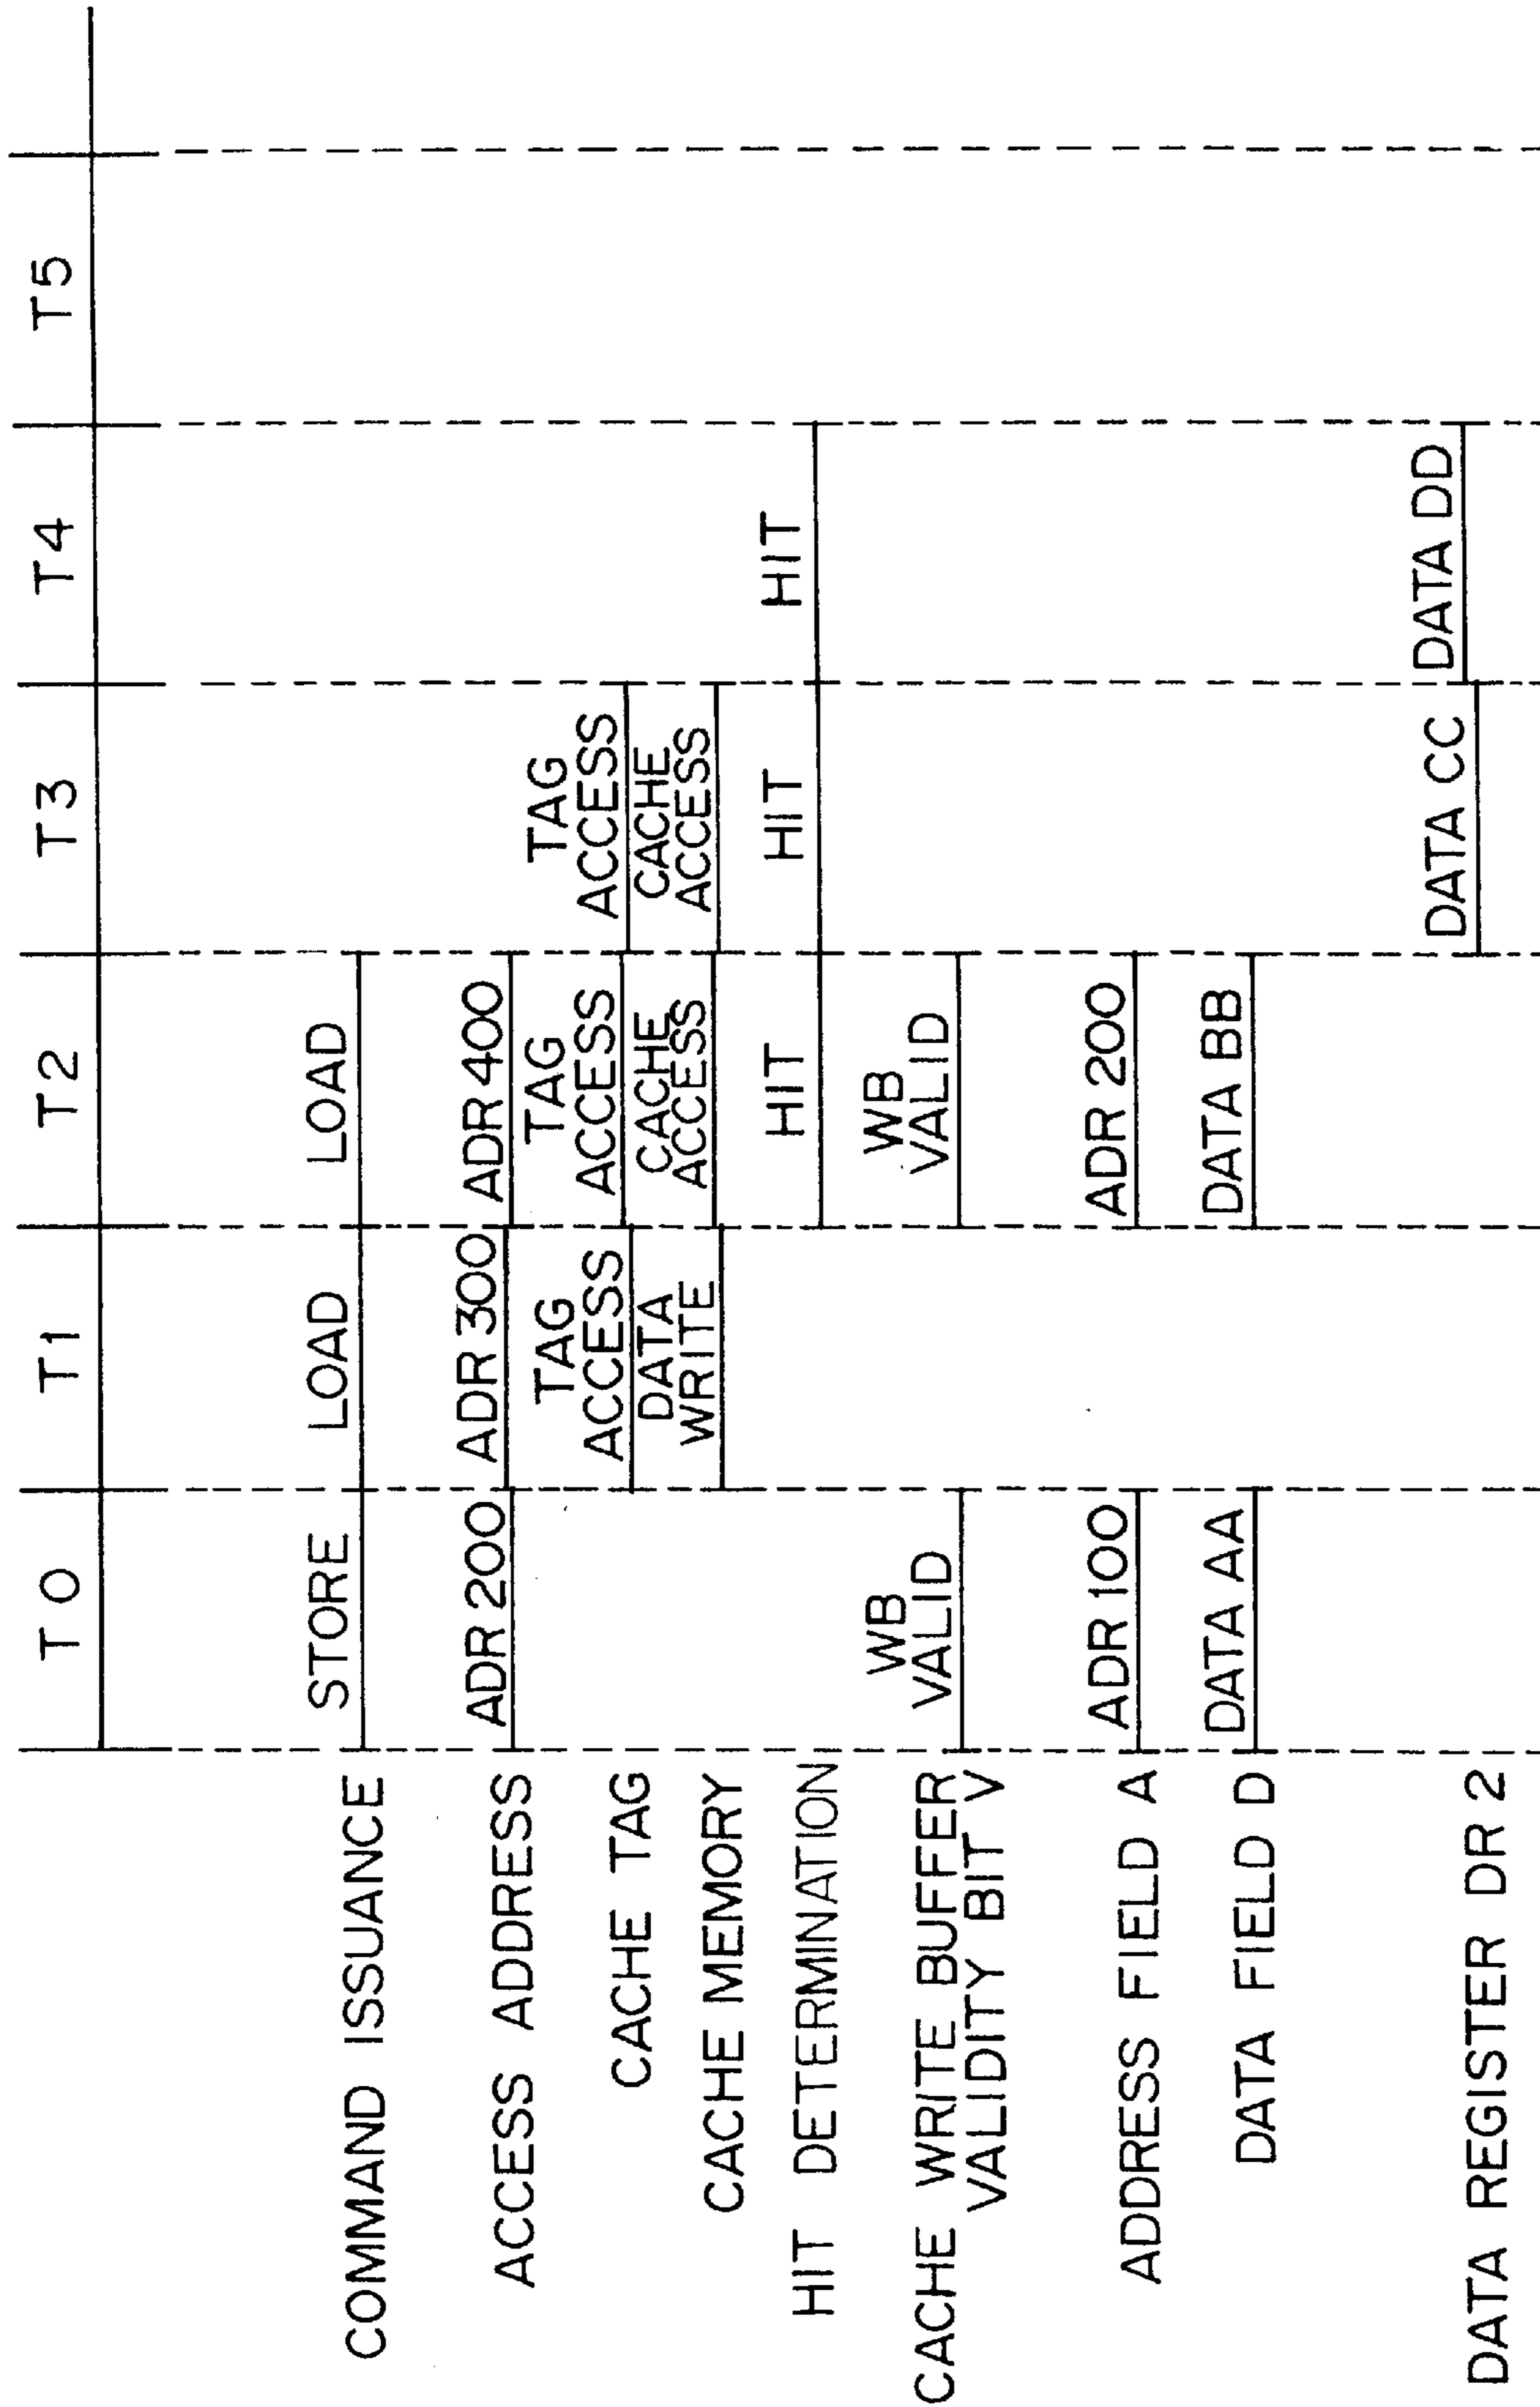 T0 T1 T2 T3 T4 T5
COMMAND ISSUANCE STORE LOAD LOAD
ACCESS ADDRESS ADR 200 ADR 300 ADR 400
TAG TAG TAG
CACHE TAG ACCESS ACCESS ACCESS
DATA CACHE CACHE
CACHE MEMORY WRITE ACCESS ACCESS
HIT DETERMINATION HIT HIT HIT
WB WB
CACHE WRITE BUFFER VALID VALID
VALIDITY BIT V
ADDRESS FIELD A ADR 100 ADR 200
DATA FIELD D DATA AA DATA BB
DATA REGISTER DR 2 DATA CC DATA DD